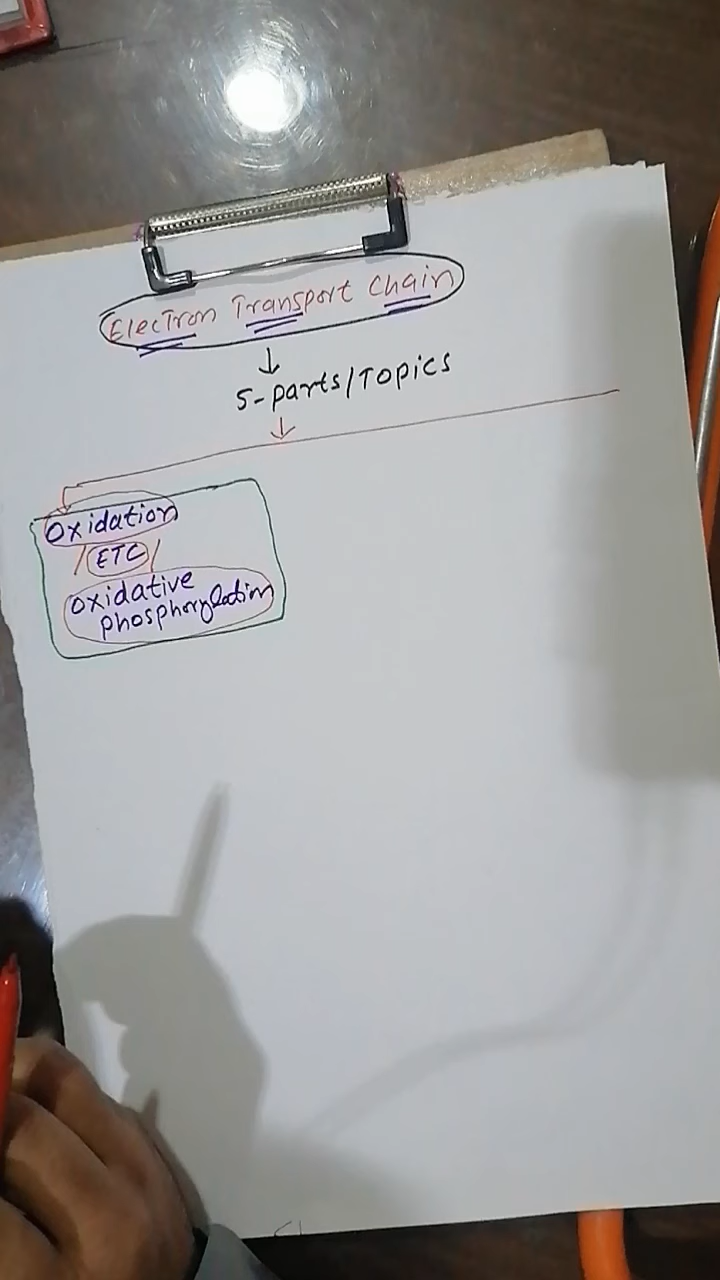 Electron Transport Chain
5-parts/Topics
Oxidation
/ETC/
Oxidative
phosphorylation